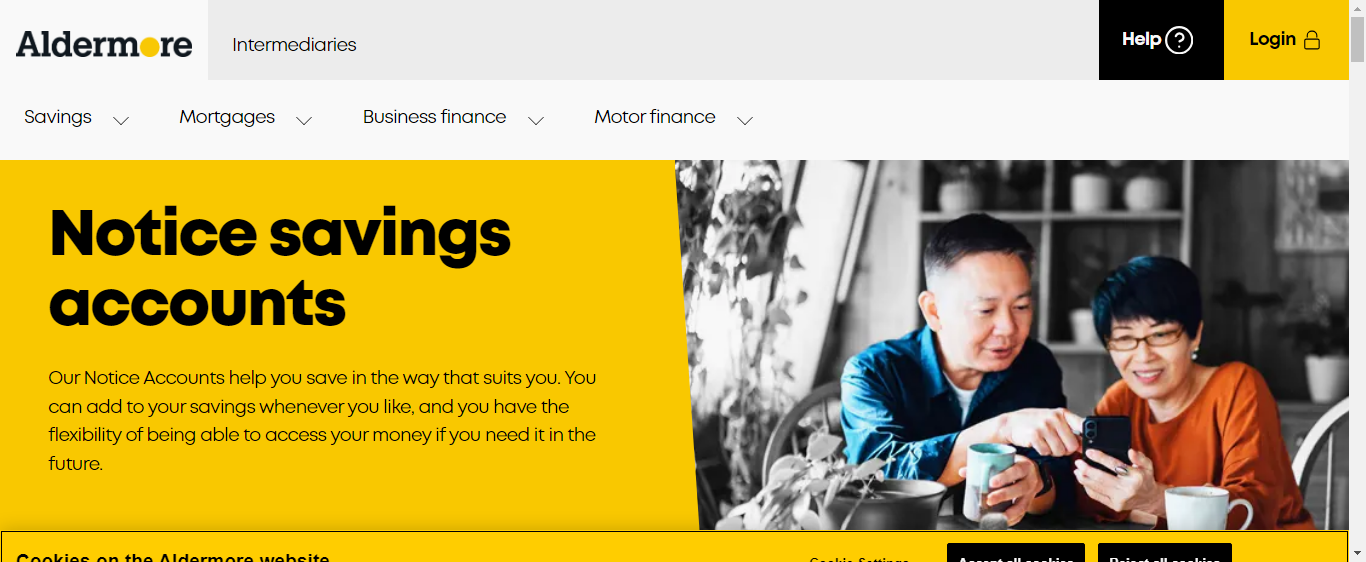 Aldermore
Intermediaries
Help
Login
Savings
Mortgages
Business finance
Motor finance
Notice savings
accounts
Our Notice Accounts help you save in the way that suits you. You
can add to your savings whenever you like, and you have the
flexibility of being able to access your money if you need it in the
future.
Cookies on the Aldermore website
Cookie Settings
Accept all cookies
Reject all cookies